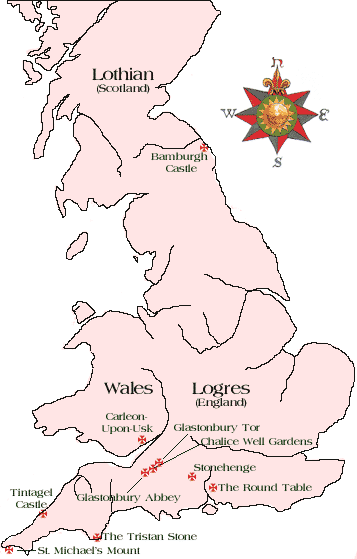 Lothian
(Scotland)
n
W
E
S
Bamburgh
Castle
Wales
Logres
(England)
Carleon-
Upon-Usk
Glastonbury Tor
Chalice Well Gardens
Stonehenge
Glastonbury Abbey
The Round Table
Tintagel
Castle
The Tristan Stone
St. Michael's Mount